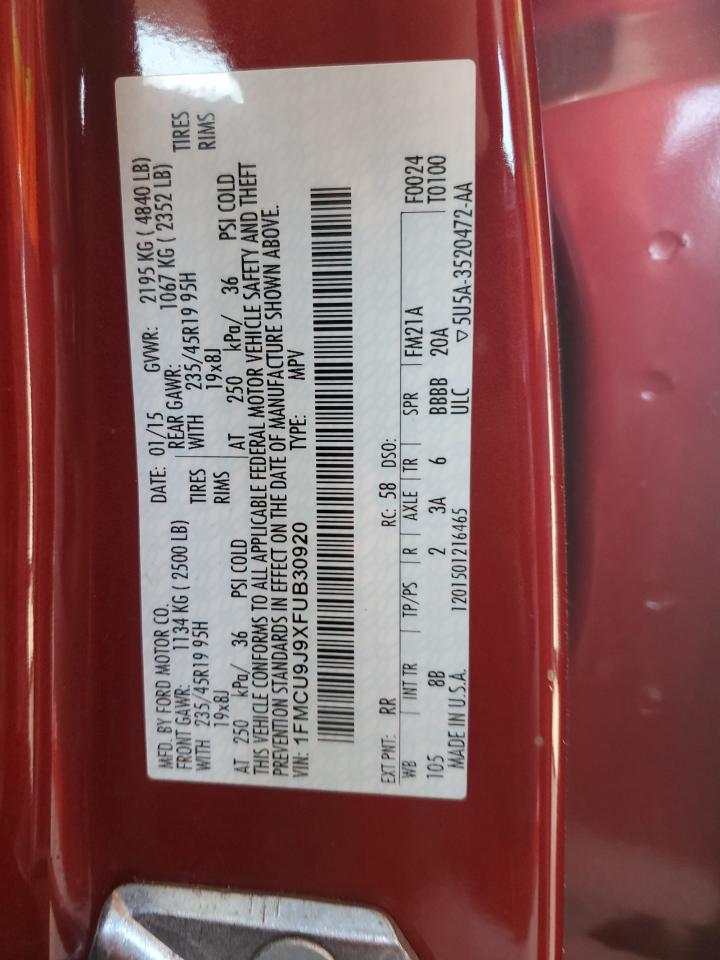 MFD. BY FORD MOTOR CO.
DATE: 01/15 GVWR: 2195 KG ( 4840 LB)
FRONT GAWR: 1134 KG ( 2500 LB) REAR GAWR: 1067 KG ( 2352 LB)
WITH 235/45R19 95H TIRES WITH 235/45R19 95H TIRES
19x8J RIMS 19x8J RIMS
AT 250 kPa/ 36 PSI COLD AT 250 kPa/ 36 PSI COLD
THIS VEHICLE CONFORMS TO ALL APPLICABLE FEDERAL MOTOR VEHICLE SAFETY AND THEFT
PREVENTION STANDARDS IN EFFECT ON THE DATE OF MANUFACTURE SHOWN ABOVE.
VIN: 1FMCU9J9XFUB30920 TYPE: MPV
EXT PNT: RR RC: 58 DSO:
WB INT TR TP/PS R AXLE TR SPR FM21A F0024
105 8B 2 3A 6 BBBB 20A T0100
MADE IN U.S.A. 1201501216465 ULC ▽5U5A-3520472-AA